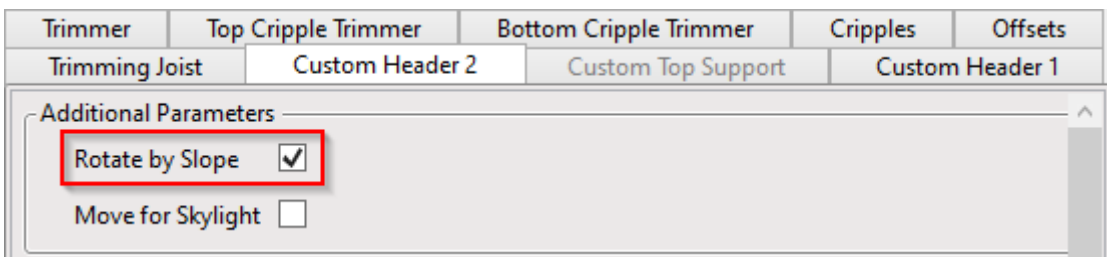 Trimmer Top Cripple Trimmer Bottom Cripple Trimmer Cripples Offsets
Trimming Joist Custom Header 2 Custom Top Support Custom Header 1
Additional Parameters
Rotate by Slope
Move for Skylight